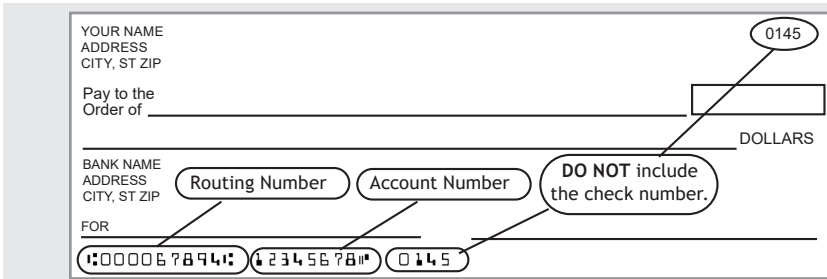 YOUR NAME
ADDRESS
CITY, ST ZIP
0145
Pay to the
Order of
DOLLARS
BANK NAME
ADDRESS
CITY, ST ZIP
Routing Number
Account Number
DO NOT include
the check number.
FOR
⑆000067894⑆ 12345678⑈ 0145